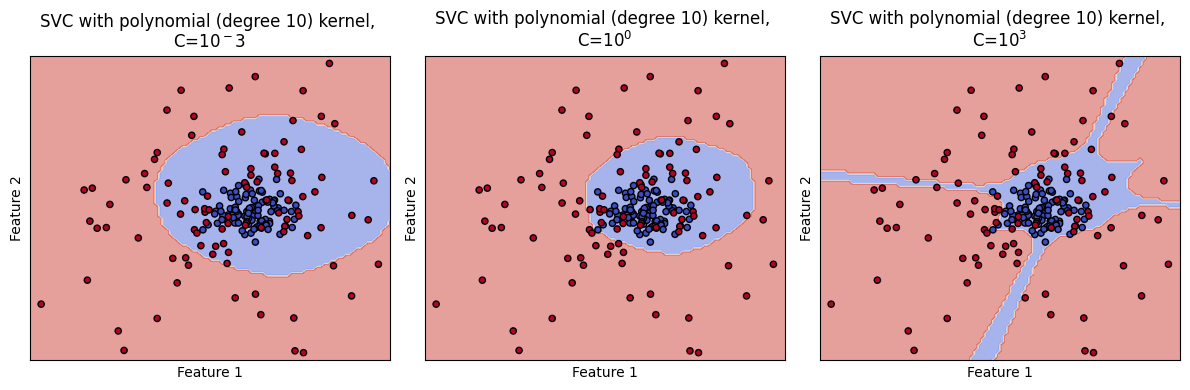 SVC with polynomial (degree 10) kernel,
C=10⁻3
SVC with polynomial (degree 10) kernel,
C=10⁰
SVC with polynomial (degree 10) kernel,
C=10³
Feature 2
Feature 1
Feature 2
Feature 1
Feature 2
Feature 1